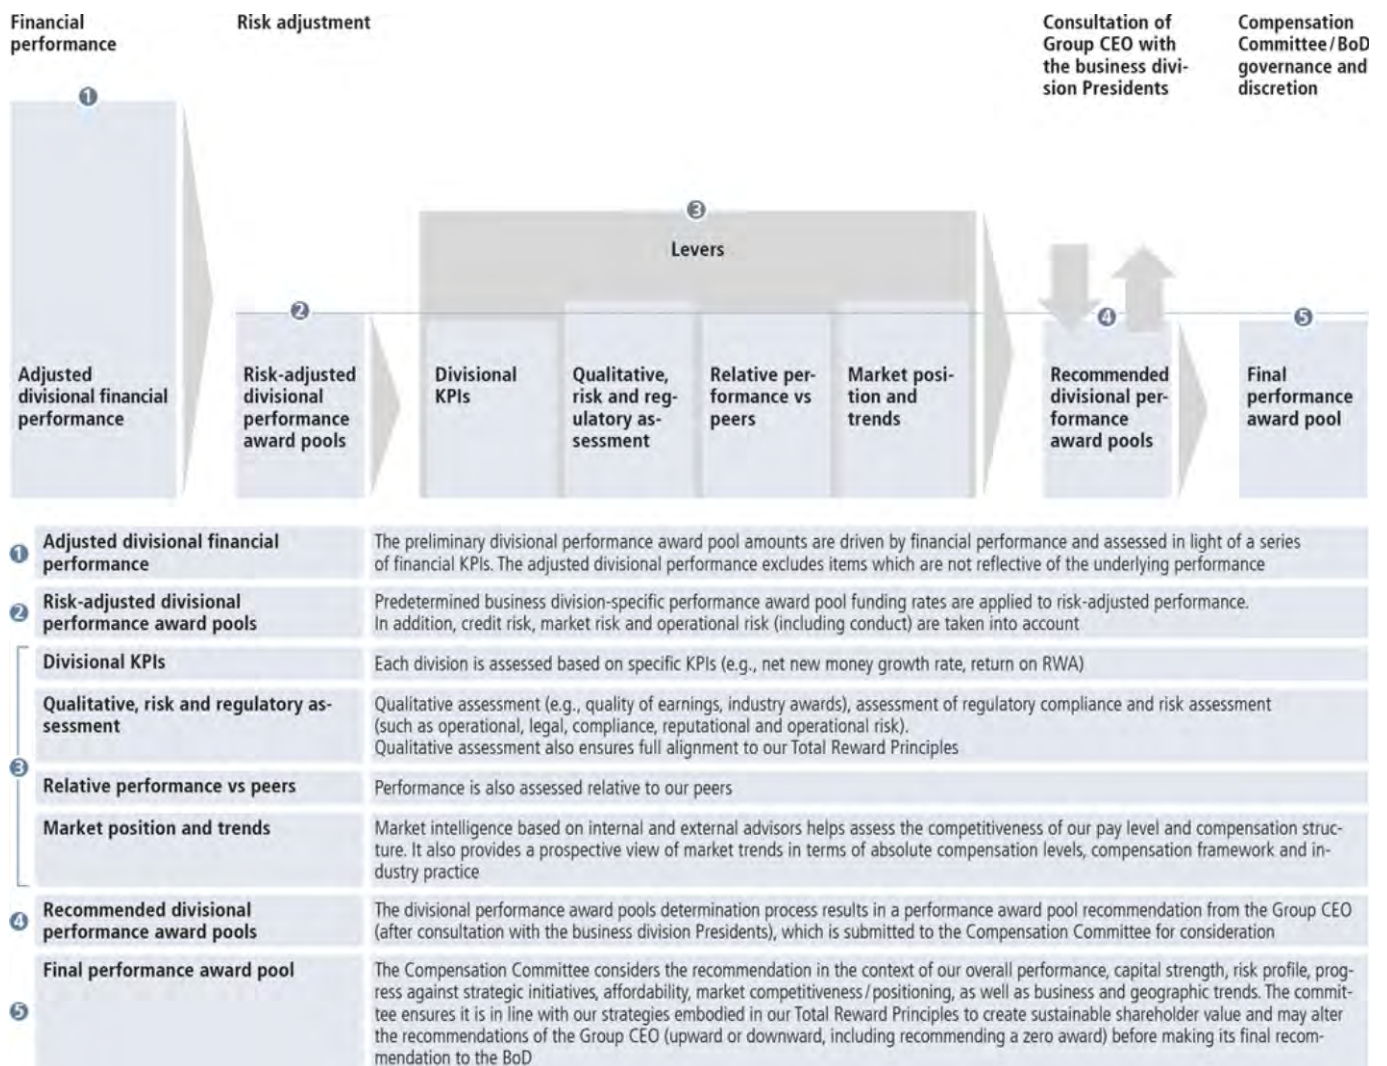 Financial
performance
Risk adjustment
Consultation of
Group CEO with
the business divi-
sion Presidents
Compensation
Committee/BoD
governance and
discretion
1
3
Levers
2
4
5
Adjusted
divisional financial
performance
Risk-adjusted
divisional
performance
award pools
Divisional
KPIs
Qualitative,
risk and reg-
ulatory as-
sessment
Relative per-
formance vs
peers
Market posi-
tion and
trends
Recommended
divisional per-
formance
award pools
Final
performance
award pool
1
Adjusted divisional financial
performance
The preliminary divisional performance award pool amounts are driven by financial performance and assessed in light of a series
of financial KPIs. The adjusted divisional performance excludes items which are not reflective of the underlying performance
2
Risk-adjusted divisional
performance award pools
Predetermined business division-specific performance award pool funding rates are applied to risk-adjusted performance.
In addition, credit risk, market risk and operational risk (including conduct) are taken into account
3
Divisional KPIs
Each division is assessed based on specific KPIs (e.g., net new money growth rate, return on RWA)
Qualitative, risk and regulatory as-
sessment
Qualitative assessment (e.g., quality of earnings, industry awards), assessment of regulatory compliance and risk assessment
(such as operational, legal, compliance, reputational and operational risk).
Qualitative assessment also ensures full alignment to our Total Reward Principles
Relative performance vs peers
Performance is also assessed relative to our peers
Market position and trends
Market intelligence based on internal and external advisors helps assess the competitiveness of our pay level and compensation struc-
ture. It also provides a prospective view of market trends in terms of absolute compensation levels, compensation framework and in-
dustry practice
4
Recommended divisional
performance award pools
The divisional performance award pools determination process results in a performance award pool recommendation from the Group CEO
(after consultation with the business division Presidents), which is submitted to the Compensation Committee for consideration
5
Final performance award pool
The Compensation Committee considers the recommendation in the context of our overall performance, capital strength, risk profile, prog-
ress against strategic initiatives, affordability, market competitiveness/positioning, as well as business and geographic trends. The commit-
tee ensures it is in line with our strategies embodied in our Total Reward Principles to create sustainable shareholder value and may alter
the recommendations of the Group CEO (upward or downward, including recommending a zero award) before making its final recom-
mendation to the BoD